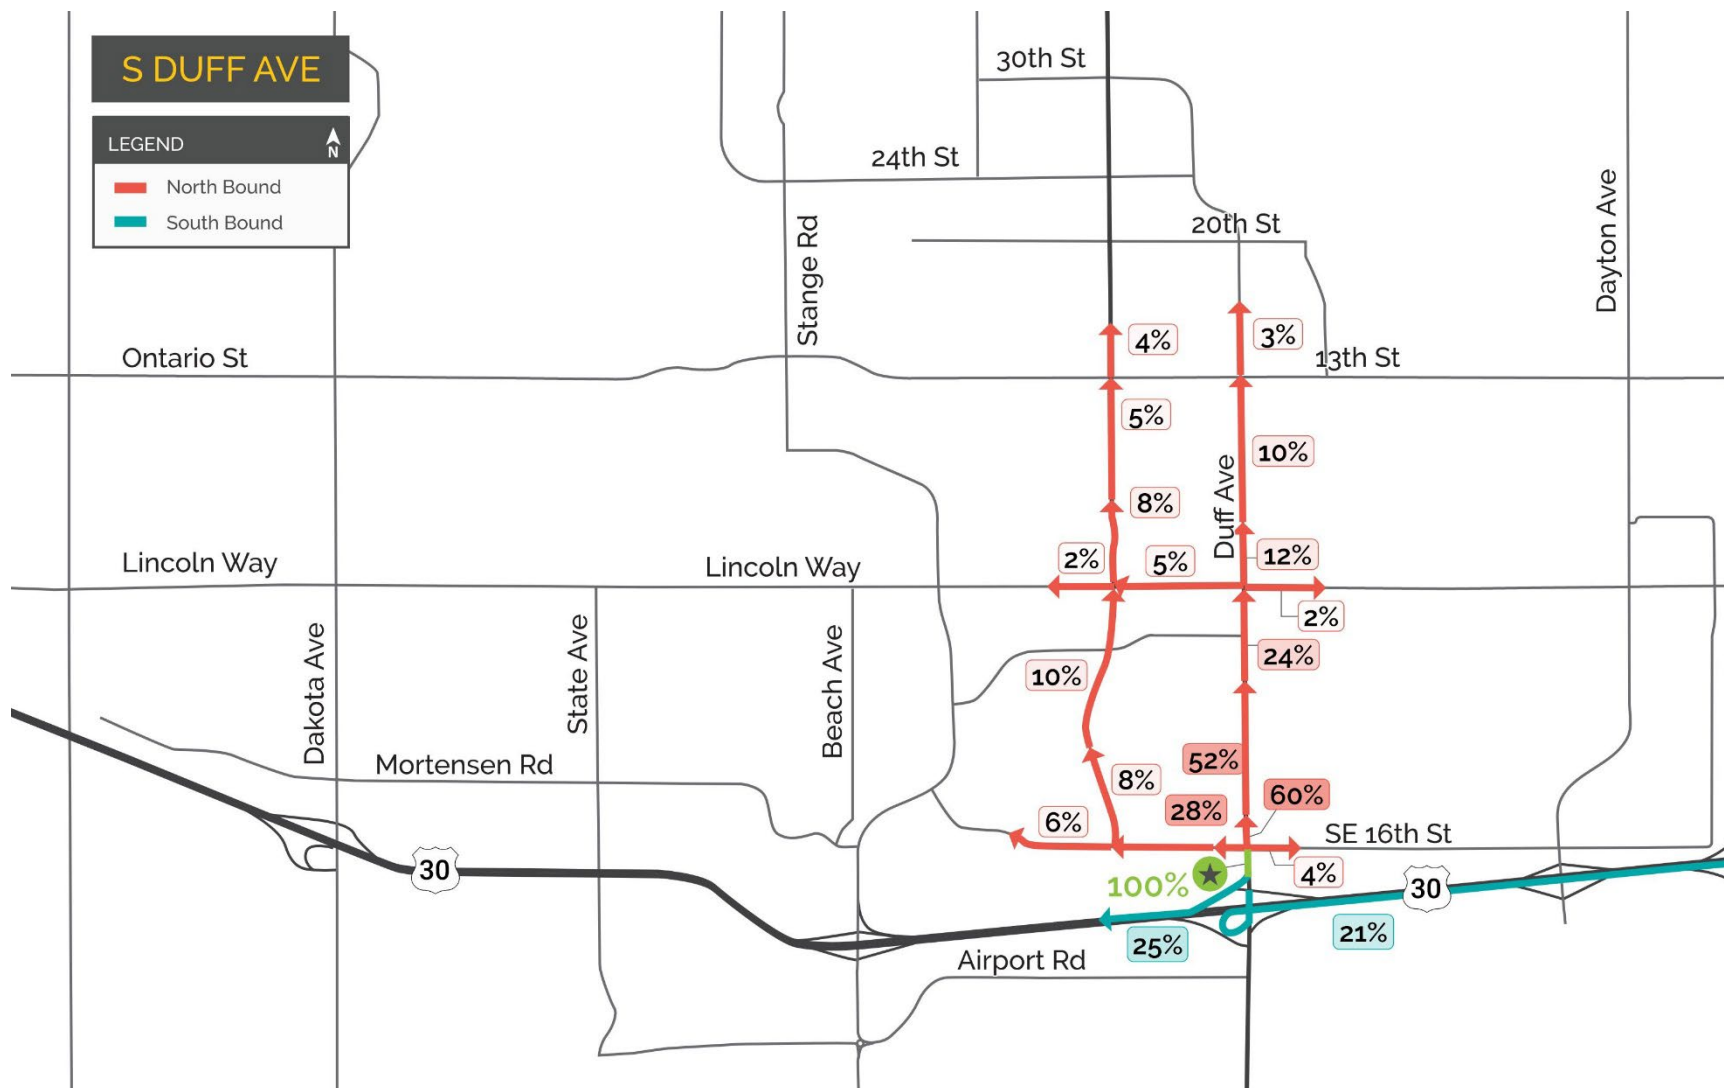 S DUFF AVE
LEGEND
N
North Bound
South Bound
30th St
24th St
20th St
Stange Rd
Dayton Ave
4%
3%
Ontario St
13th St
5%
10%
Duff Ave
8%
12%
Lincoln Way
Lincoln Way
2%
5%
2%
24%
10%
Dakota Ave
State Ave
Beach Ave
Mortensen Rd
52%
8%
60%
28%
6%
SE 16th St
4%
100%
30
30
25%
21%
Airport Rd